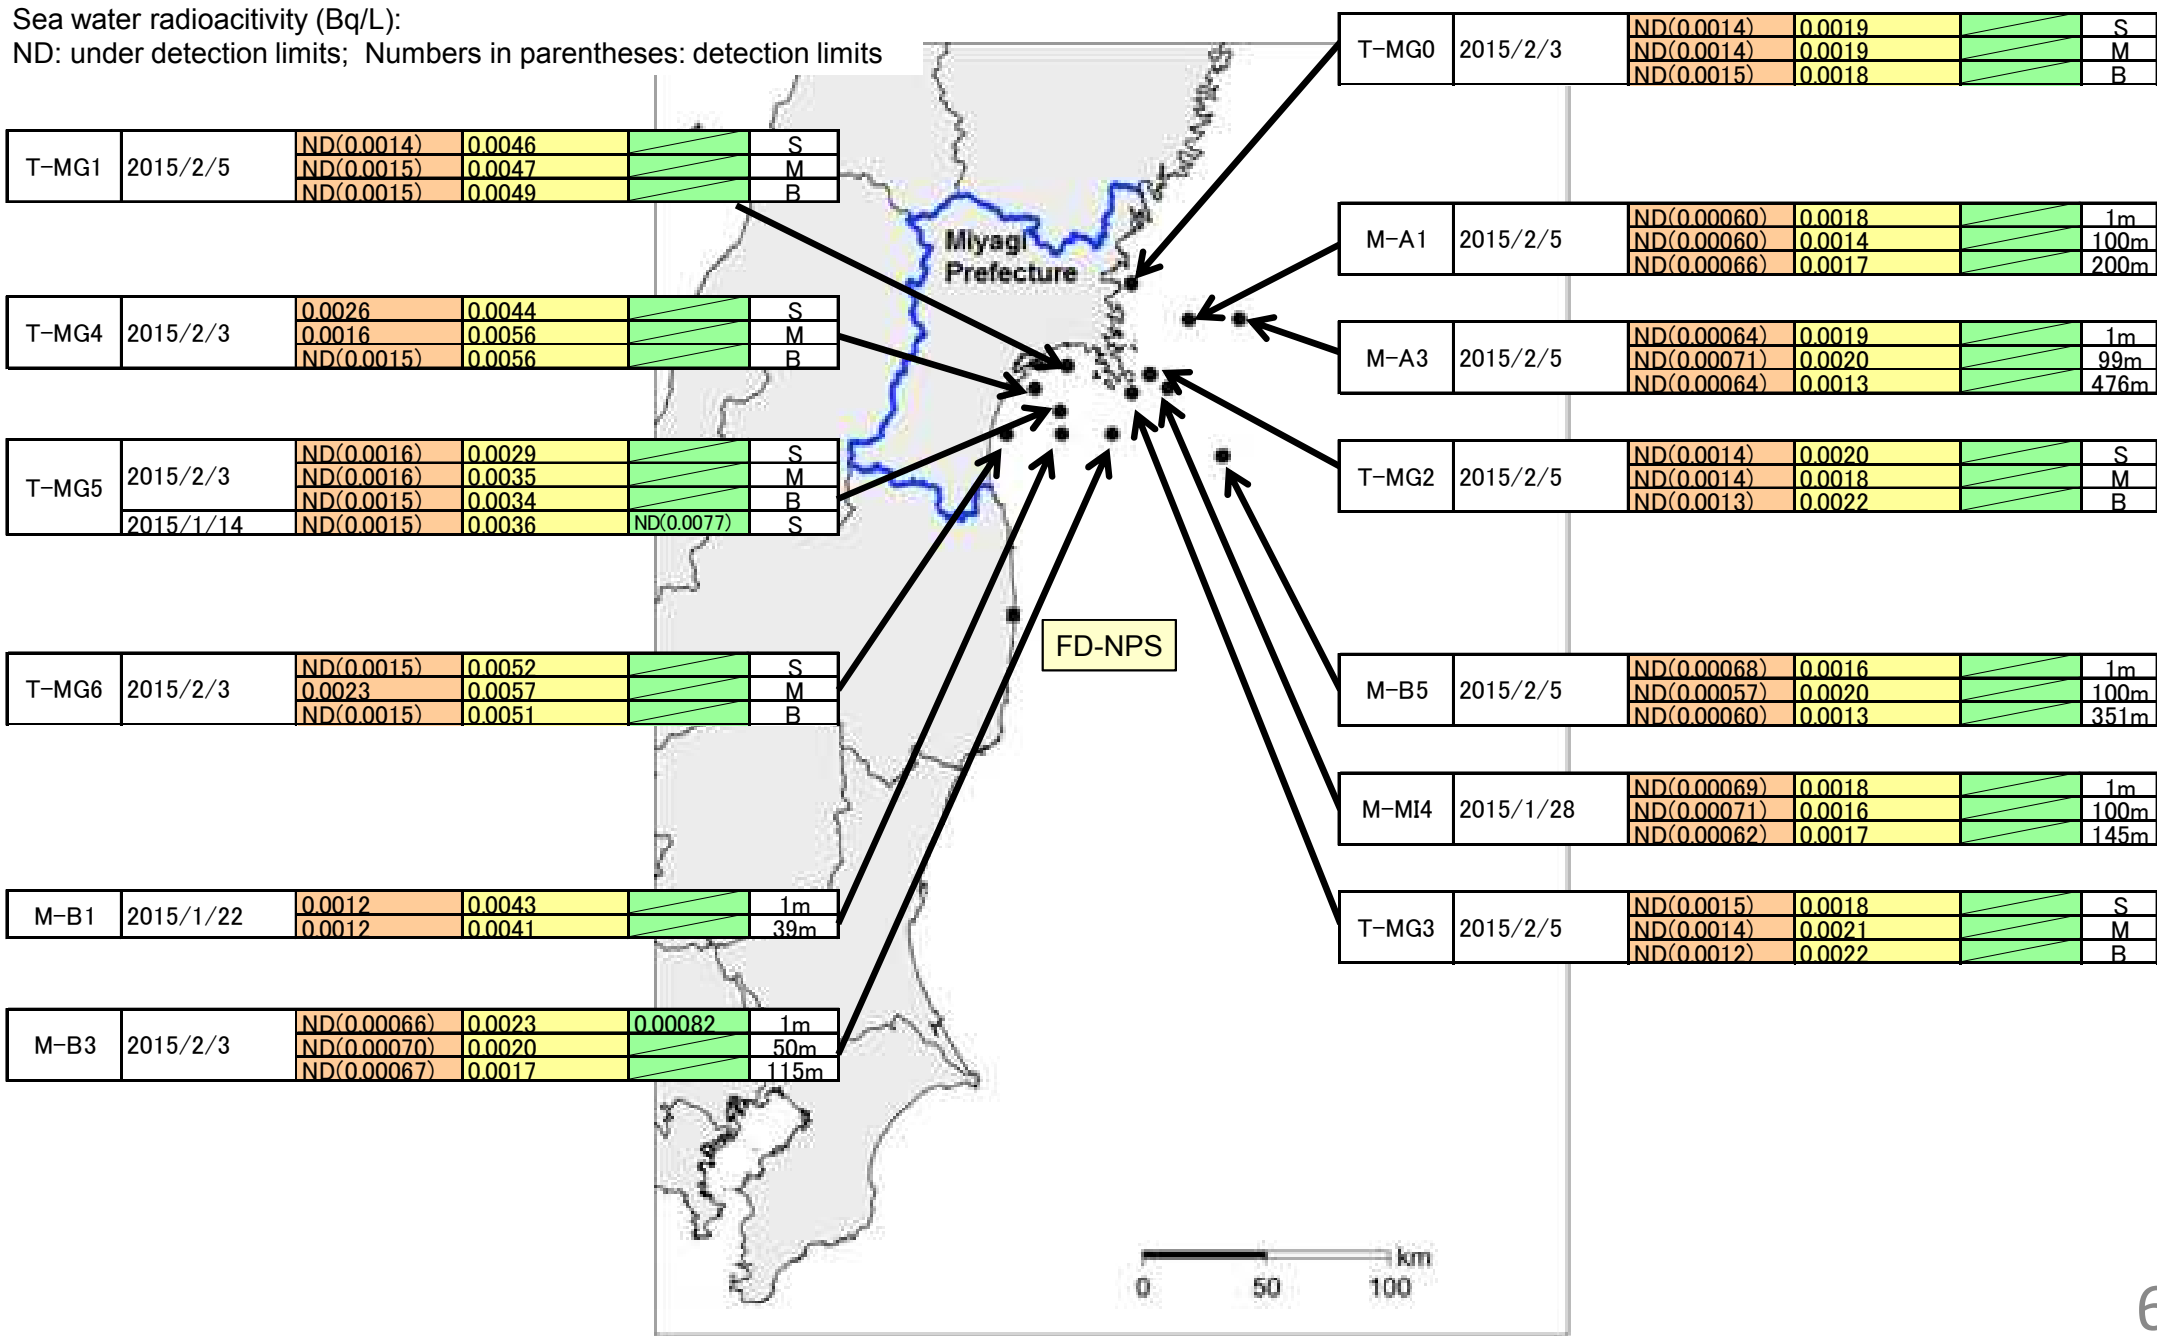 Sea water radioacitivity (Bq/L):
ND: under detection limits; Numbers in parentheses: detection limits
T-MG0 2015/2/3 ND(0.0014) 0.0019 S
ND(0.0014) 0.0019 M
ND(0.0015) 0.0018 B
T-MG1 2015/2/5 ND(0.0014) 0.0046 S
ND(0.0015) 0.0047 M
ND(0.0015) 0.0049 B
T-MG4 2015/2/3 0.0026 0.0044 S
0.0016 0.0056 M
ND(0.0015) 0.0056 B
T-MG5 2015/2/3 ND(0.0016) 0.0029 S
ND(0.0016) 0.0035 M
ND(0.0015) 0.0034 B
2015/1/14 ND(0.0015) 0.0036 ND(0.0077) S
T-MG6 2015/2/3 ND(0.0015) 0.0052 S
0.0023 0.0057 M
ND(0.0015) 0.0051 B
M-B1 2015/1/22 0.0012 0.0043 1m
0.0012 0.0041 39m
M-B3 2015/2/3 ND(0.00066) 0.0023 0.00082 1m
ND(0.00070) 0.0020 50m
ND(0.00067) 0.0017 115m
Miyagi
Prefecture
FD-NPS
M-A1 2015/2/5 ND(0.00060) 0.0018 1m
ND(0.00060) 0.0014 100m
ND(0.00066) 0.0017 200m
M-A3 2015/2/5 ND(0.00064) 0.0019 1m
ND(0.00071) 0.0020 99m
ND(0.00064) 0.0013 476m
T-MG2 2015/2/5 ND(0.0014) 0.0020 S
ND(0.0014) 0.0018 M
ND(0.0013) 0.0022 B
M-B5 2015/2/5 ND(0.00068) 0.0016 1m
ND(0.00057) 0.0020 100m
ND(0.00060) 0.0013 351m
M-MI4 2015/1/28 ND(0.00069) 0.0018 1m
ND(0.00071) 0.0016 100m
ND(0.00062) 0.0017 145m
T-MG3 2015/2/5 ND(0.0015) 0.0018 S
ND(0.0014) 0.0021 M
ND(0.0012) 0.0022 B
km
0 50 100
6